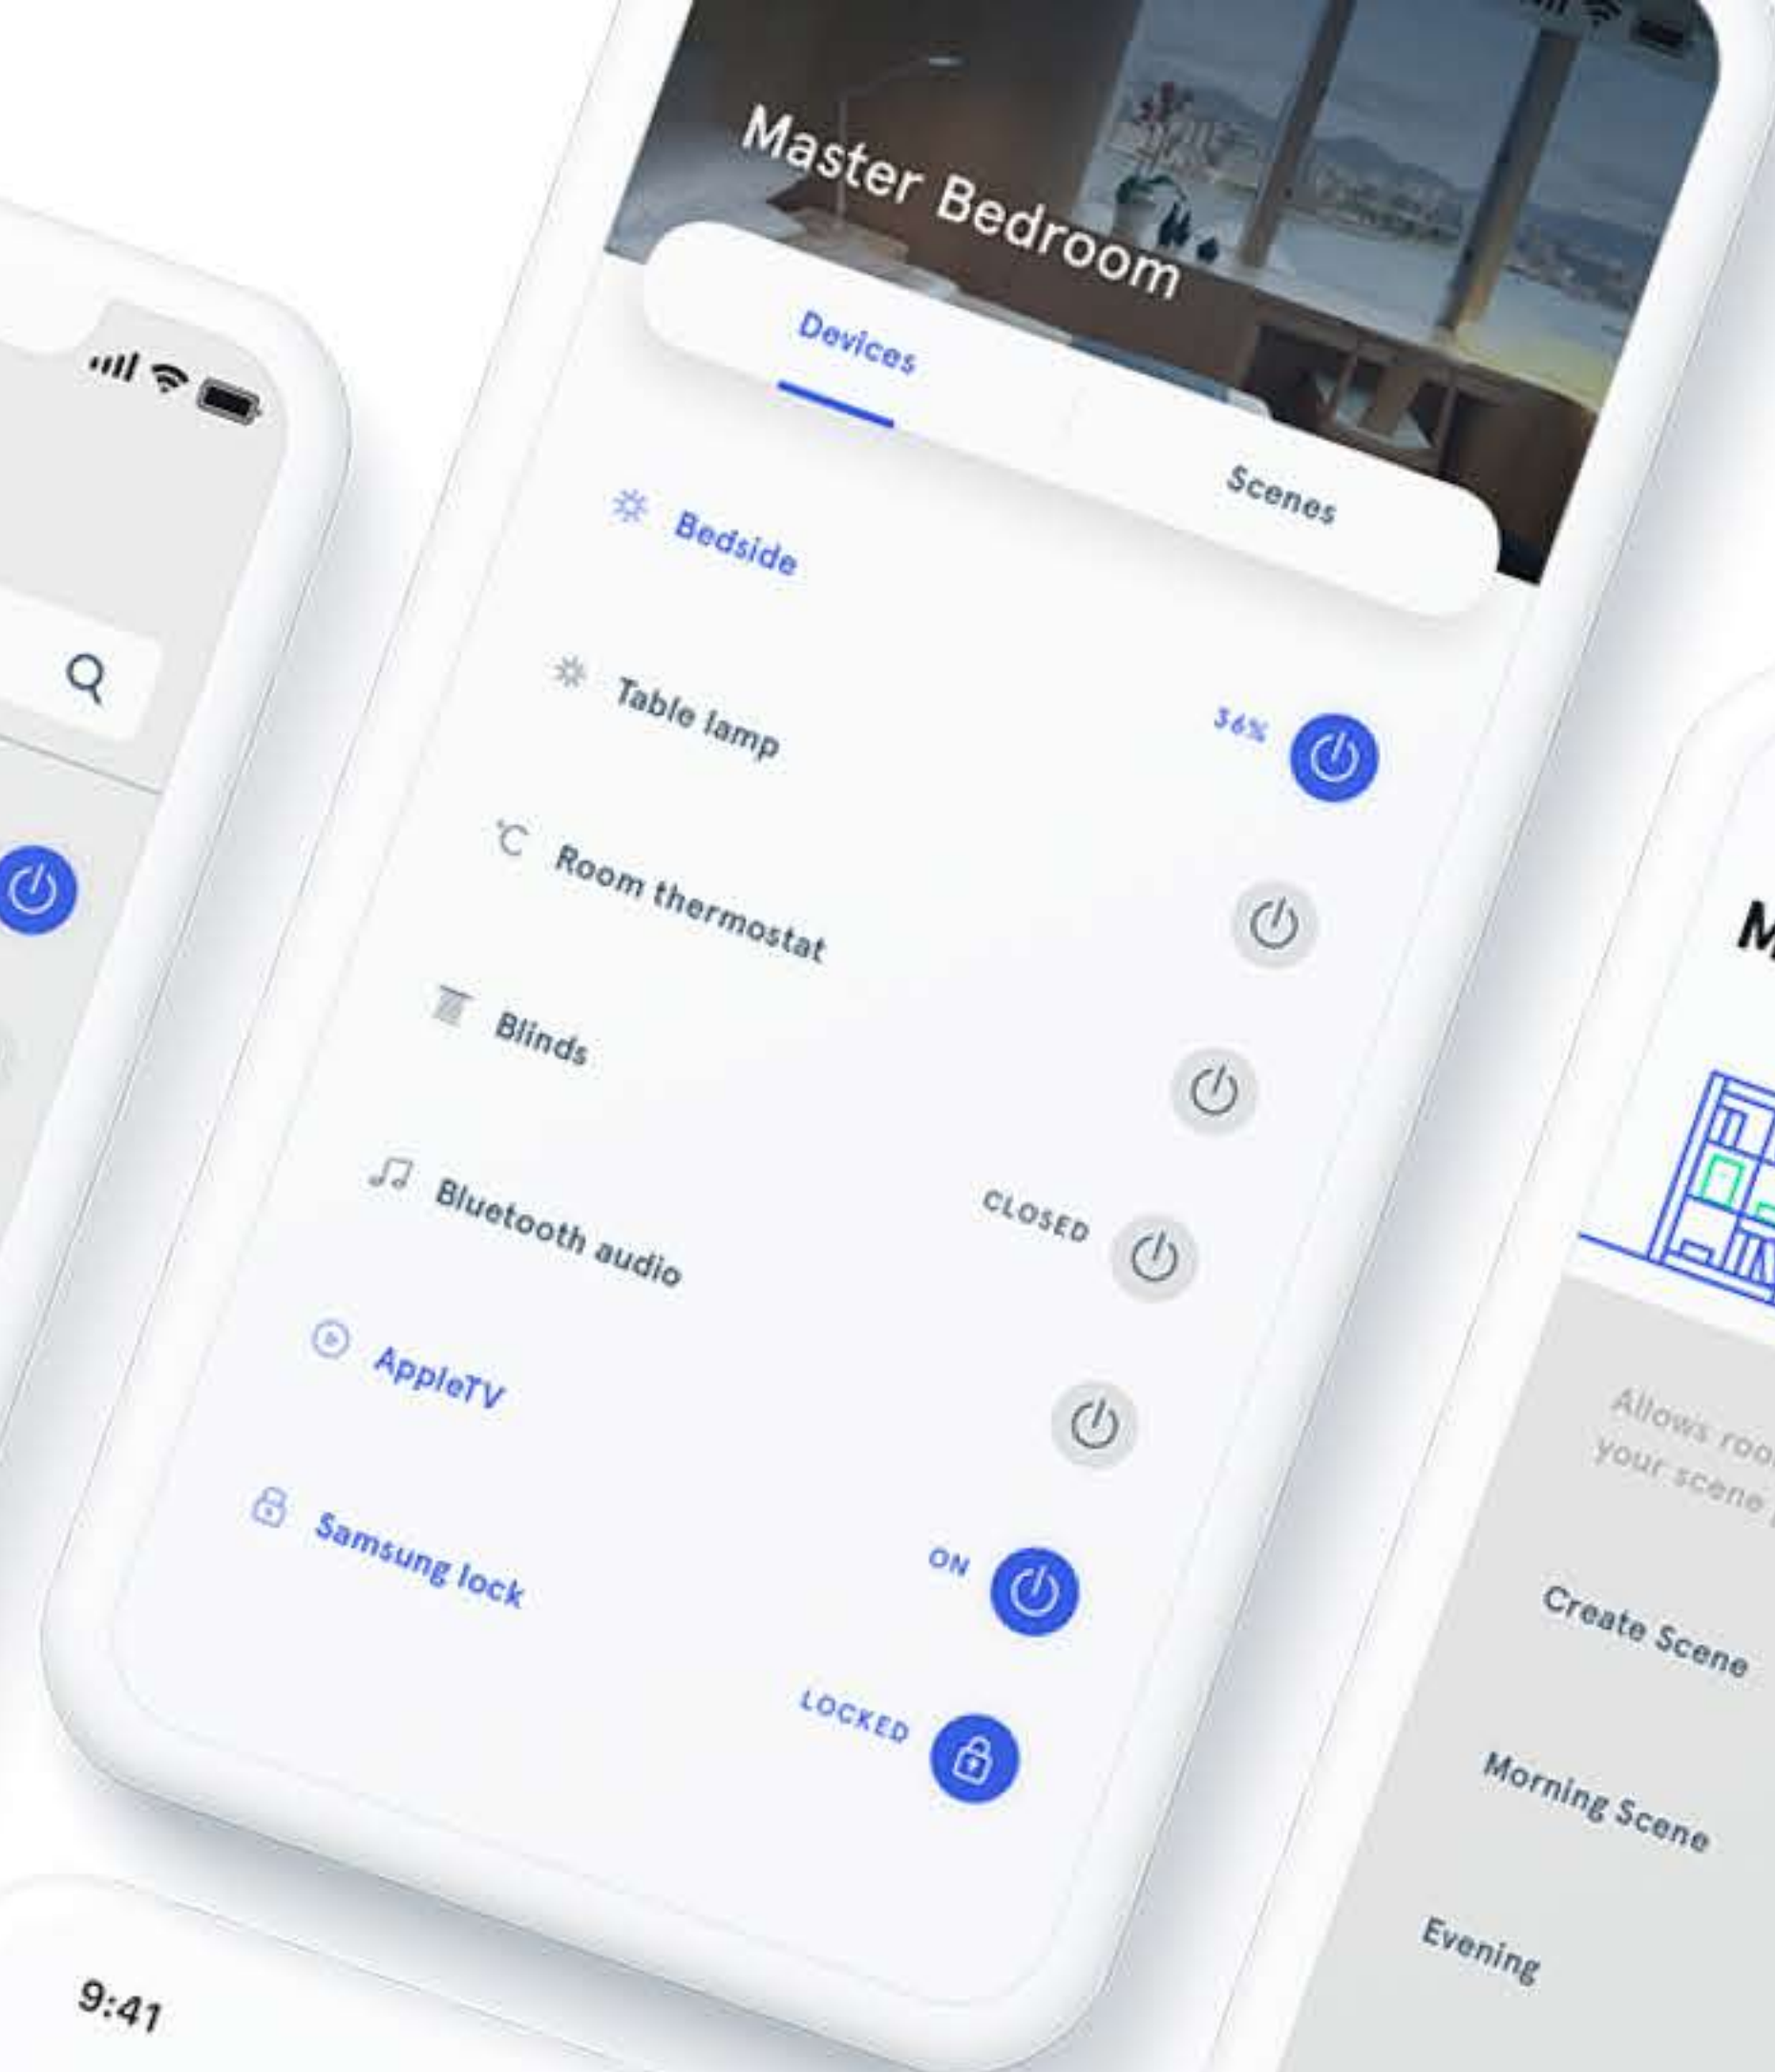 Master Bedroom
Devices
Scenes
Bedside
36%
Table lamp
°C
Room thermostat
Blinds
CLOSED
Bluetooth audio
AppleTV
ON
Samsung lock
LOCKED
9:41
M
Allows roo
your scene
Create Scene
Morning Scene
Evening